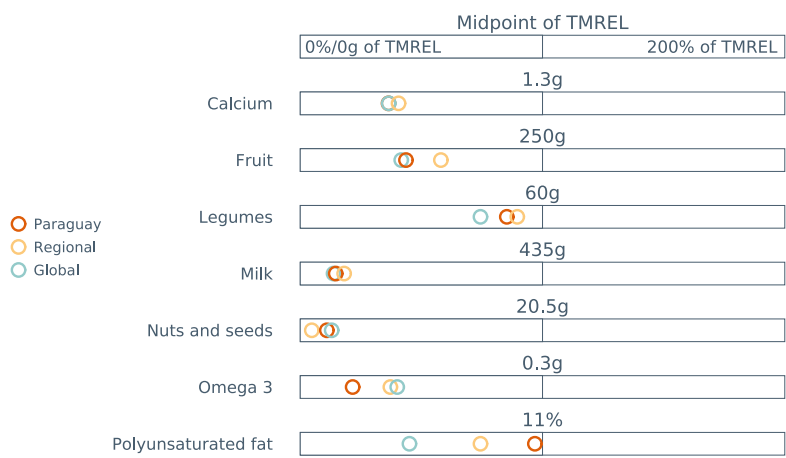 Midpoint of TMREL
0%/0g of TMREL
200% of TMREL
1.3g
Calcium
250g
Fruit
60g
Legumes
435g
Milk
20.5g
Nuts and seeds
0.3g
Omega 3
11%
Polyunsaturated fat
Paraguay
Regional
Global